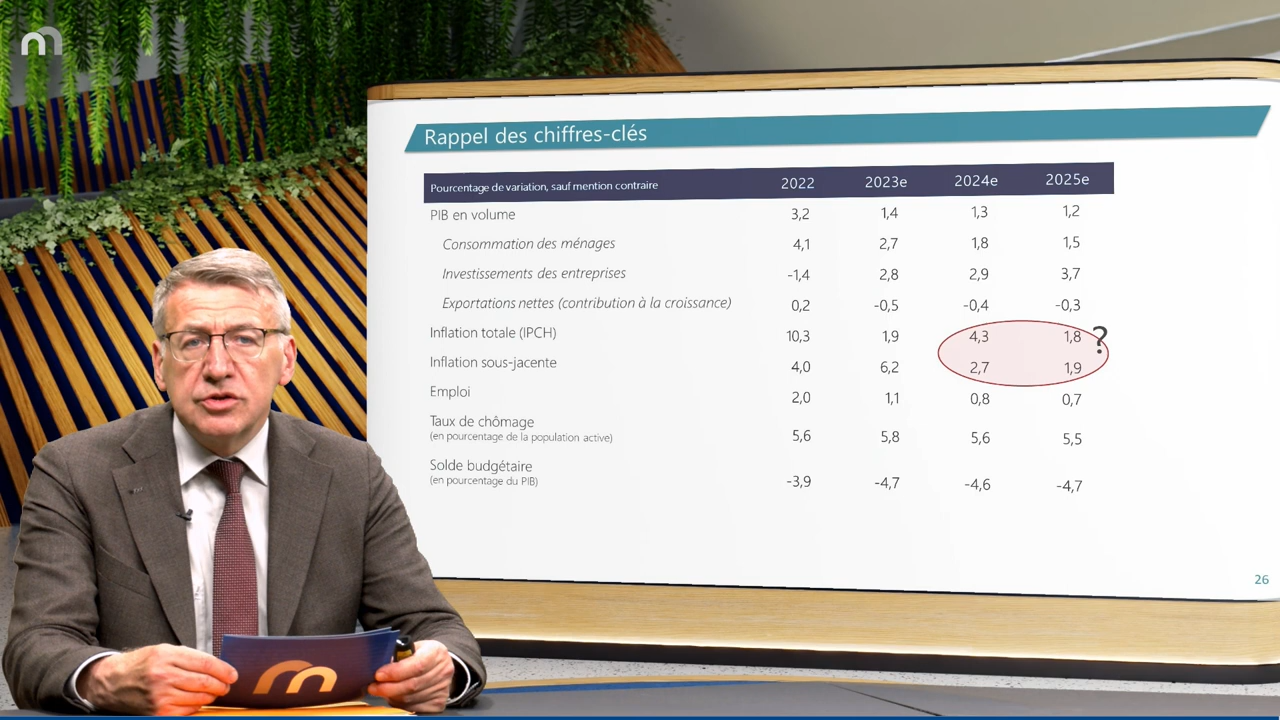 Rappel des chiffres-clés
Pourcentage de variation, sauf mention contraire 2022 2023e 2024e 2025e
PIB en volume 3,2 1,4 1,3 1,2
Consommation des ménages 4,1 2,7 1,8 1,5
Investissements des entreprises -1,4 2,8 2,9 3,7
Exportations nettes (contribution à la croissance) 0,2 -0,5 -0,4 -0,3
Inflation totale (IPCH) 10,3 1,9 4,3 1,8 ?
Inflation sous-jacente 4,0 6,2 2,7 1,9
Emploi 2,0 1,1 0,8 0,7
Taux de chômage
(en pourcentage de la population active) 5,6 5,8 5,6 5,5
Solde budgétaire
(en pourcentage du PIB) -3,9 -4,7 -4,6 -4,7
26